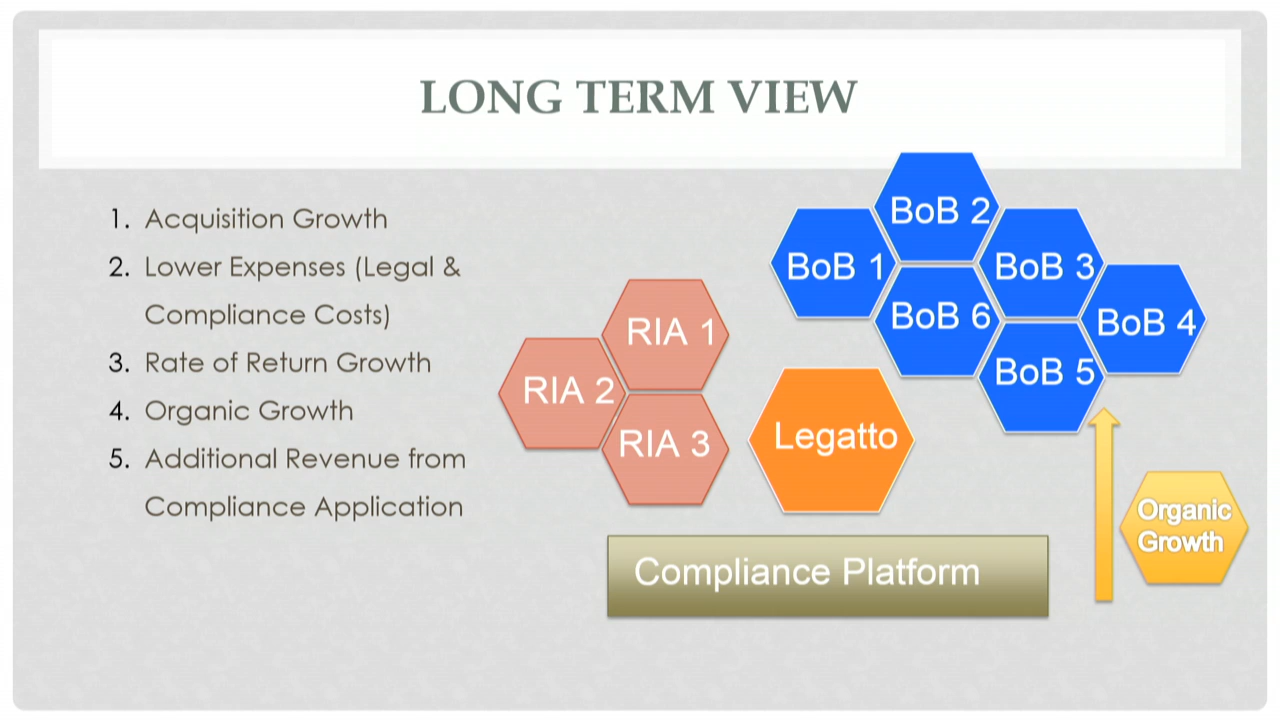 LONG TERM VIEW
1. Acquisition Growth
2. Lower Expenses (Legal &
Compliance Costs)
3. Rate of Return Growth
4. Organic Growth
5. Additional Revenue from
Compliance Application
RIA 1
RIA 2
RIA 3
BoB 1
BoB 2
BoB 3
BoB 4
BoB 5
BoB 6
Legatto
Compliance Platform
Organic
Growth